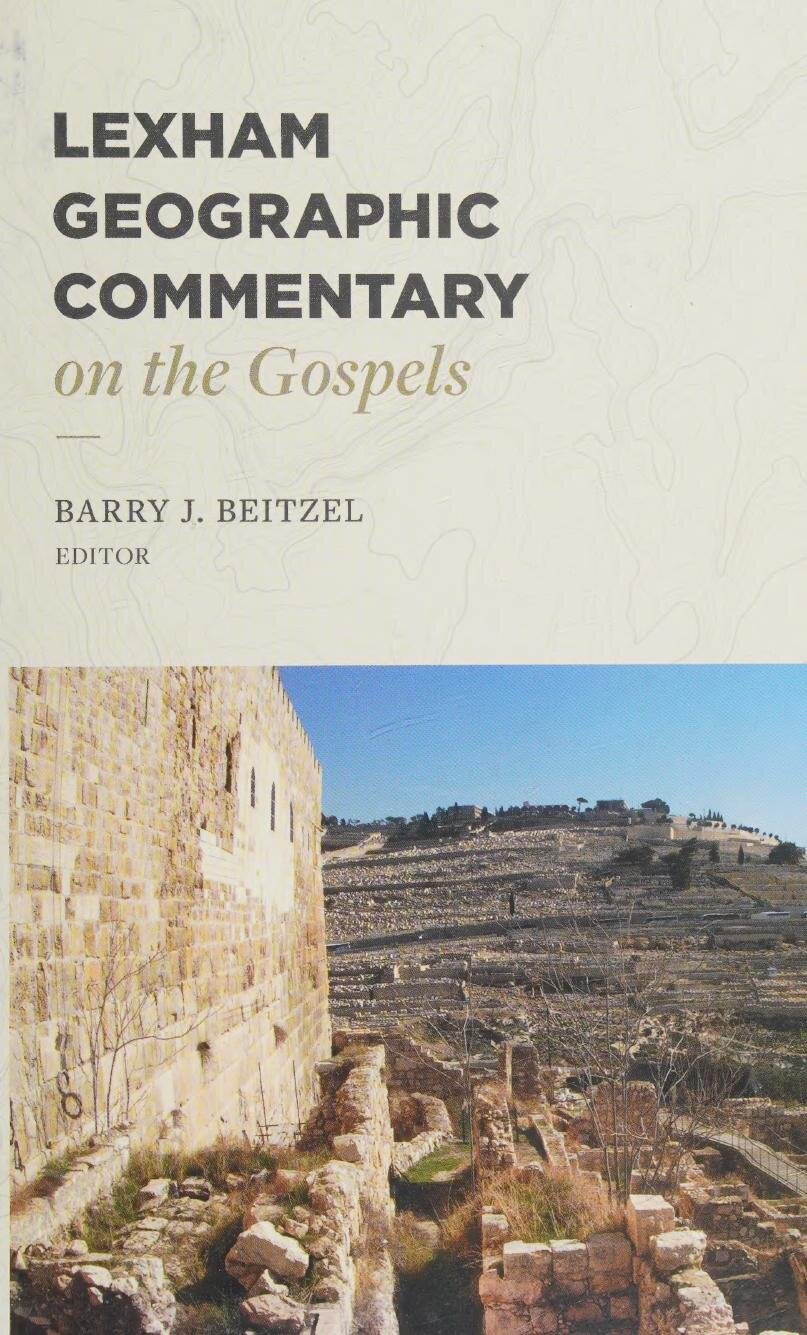 LEXHAM
GEOGRAPHIC
COMMENTARY
on the Gospels
BARRY J. BEITZEL
EDITOR